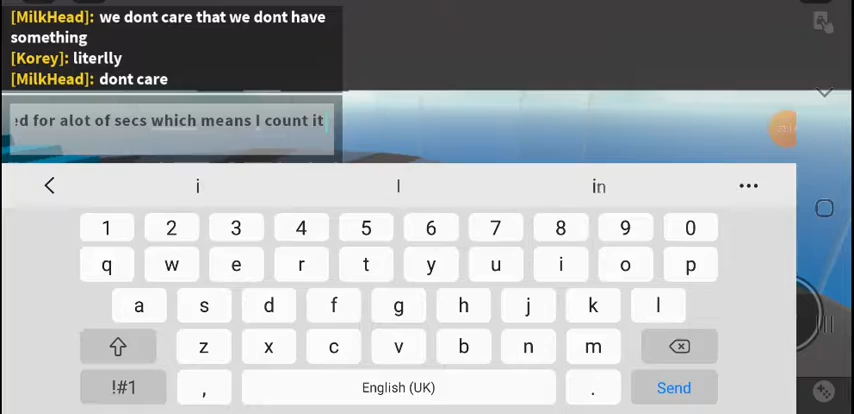 [MilkHead]: we dont care that we dont have
something
[Korey]: literlly
[MilkHead]: dont care
ed for alot of secs which means I count it
i I in
1 2 3 4 5 6 7 8 9 0
q w e r t y u i o p
a s d f g h j k l
z x c v b n m
!#1 , English (UK) . Send